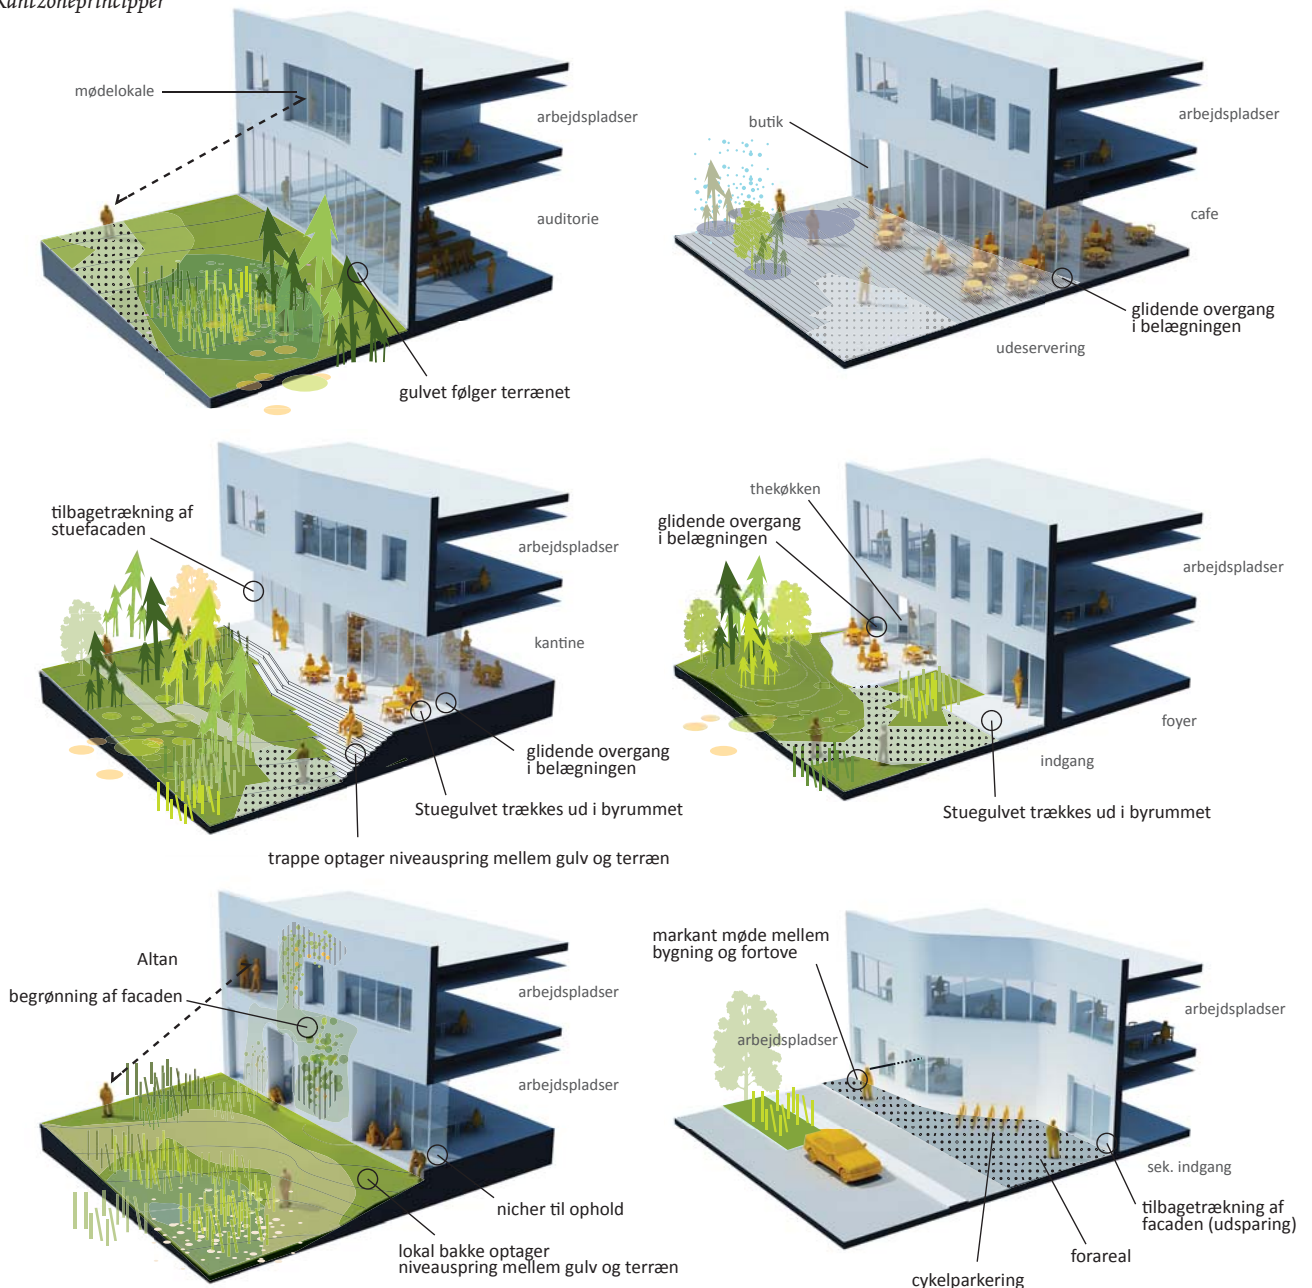 Kantzoneprincipper
mødelokale
arbejdspladser
auditorie
gulvet følger terrænet
butik
arbejdspladser
cafe
glidende overgang
i belægningen
udeservering
tilbagetrækning af
stuefacaden
arbejdspladser
kantine
glidende overgang
i belægningen
Stuegulvet trækkes ud i byrummet
trappe optager niveauspring mellem gulv og terræn
thekøkken
glidende overgang
i belægningen
arbejdspladser
foyer
indgang
Stuegulvet trækkes ud i byrummet
Altan
begrønning af facaden
arbejdspladser
arbejdspladser
nicher til ophold
lokal bakke optager
niveauspring mellem gulv og terræn
markant møde mellem
bygning og fortove
arbejdspladser
arbejdspladser
sek. indgang
tilbagetrækning af
facaden (udsparing)
forareal
cykelparkering